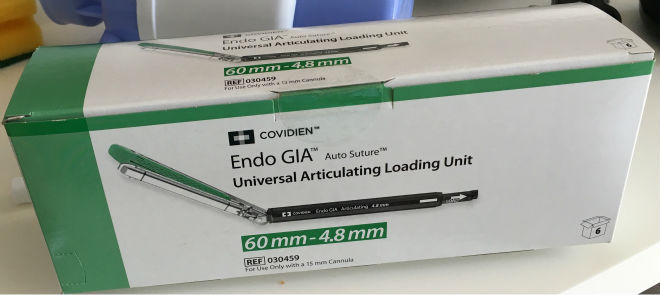 Endo GIA™ Auto Suture™
Universal Articulating Loading Unit
60 mm - 4.8 mm
REF 030459
For Use Only with a 15 mm Cannula
6
COVIDIEN™
Endo GIA™ Auto Suture™
Universal Articulating Loading Unit
COVIDIEN Endo GIA Articulating 4.8 mm
60 mm - 4.8 mm
REF 030459
For Use Only with a 15 mm Cannula
6